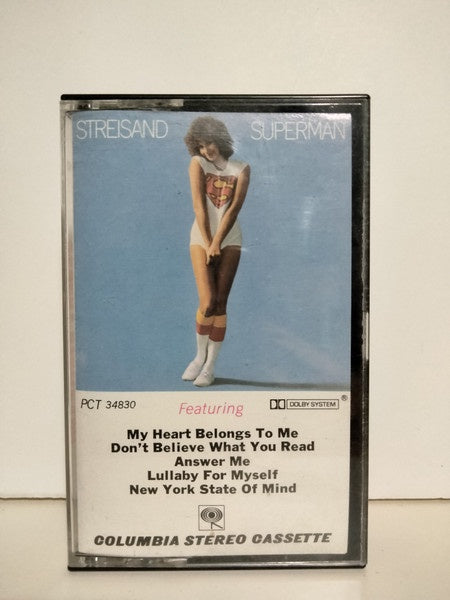 STREISAND SUPERMAN
PCT 34830
Featuring
DOLBY SYSTEM ®
My Heart Belongs To Me
Don't Believe What You Read
Answer Me
Lullaby For Myself
New York State Of Mind
COLUMBIA STEREO CASSETTE